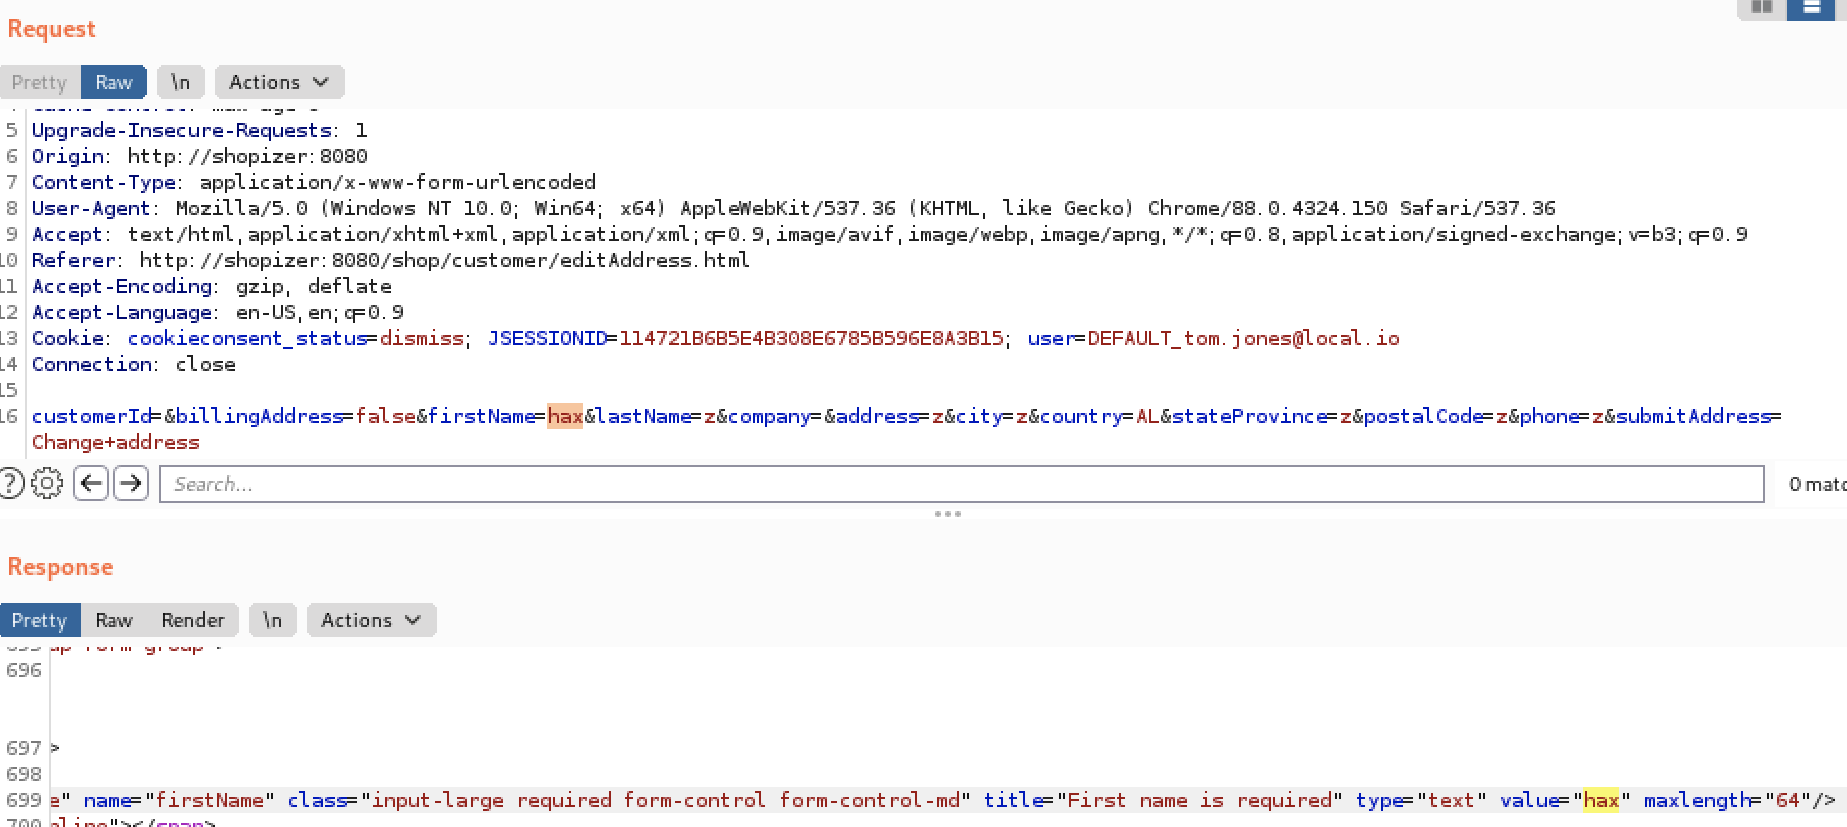 Request
Pretty Raw \n Actions
5 Upgrade-Insecure-Requests: 1
6 Origin: http://shopizer:8080
7 Content-Type: application/x-www-form-urlencoded
8 User-Agent: Mozilla/5.0 (Windows NT 10.0; Win64; x64) AppleWebKit/537.36 (KHTML, like Gecko) Chrome/88.0.4324.150 Safari/537.36
9 Accept: text/html,application/xhtml+xml,application/xml;q=0.9,image/avif,image/webp,image/apng,*/*;q=0.8,application/signed-exchange;v=b3;q=0.9
10 Referer: http://shopizer:8080/shop/customer/editAddress.html
11 Accept-Encoding: gzip, deflate
12 Accept-Language: en-US,en;q=0.9
13 Cookie: cookieconsent_status=dismiss; JSESSIONID=114721B6B5E4B308E6785B596E8A3B15; user=DEFAULT_tom.jones@local.io
14 Connection: close
15
16 customerId=&billingAddress=false&firstName=hax&lastName=z&company=&address=z&city=z&country=AL&stateProvince=z&postalCode=z&phone=z&submitAddress=
Change+address
? Search... 0 matc
Response
Pretty Raw Render \n Actions
696
697 >
698
699 e" name="firstName" class="input-large required form-control form-control-md" title="First name is required" type="text" value="hax" maxlength="64"/>